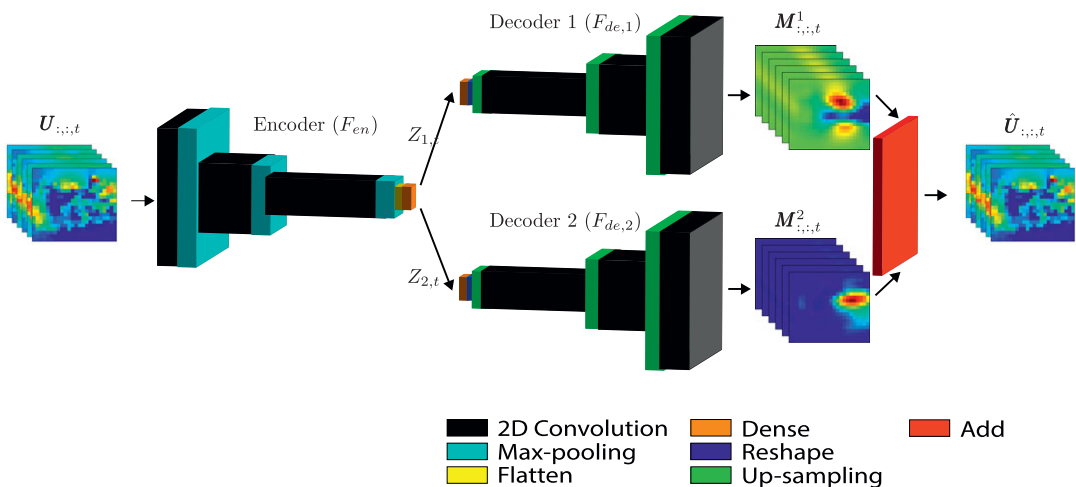 Decoder 1 (F_{de,1})
M^1_{:,:,t}
U_{:,:,t}
Encoder (F_{en})
Z_{1,t}
Û_{:,:,t}
Decoder 2 (F_{de,2})
M^2_{:,:,t}
Z_{2,t}
2D Convolution
Dense
Add
Max-pooling
Reshape
Flatten
Up-sampling